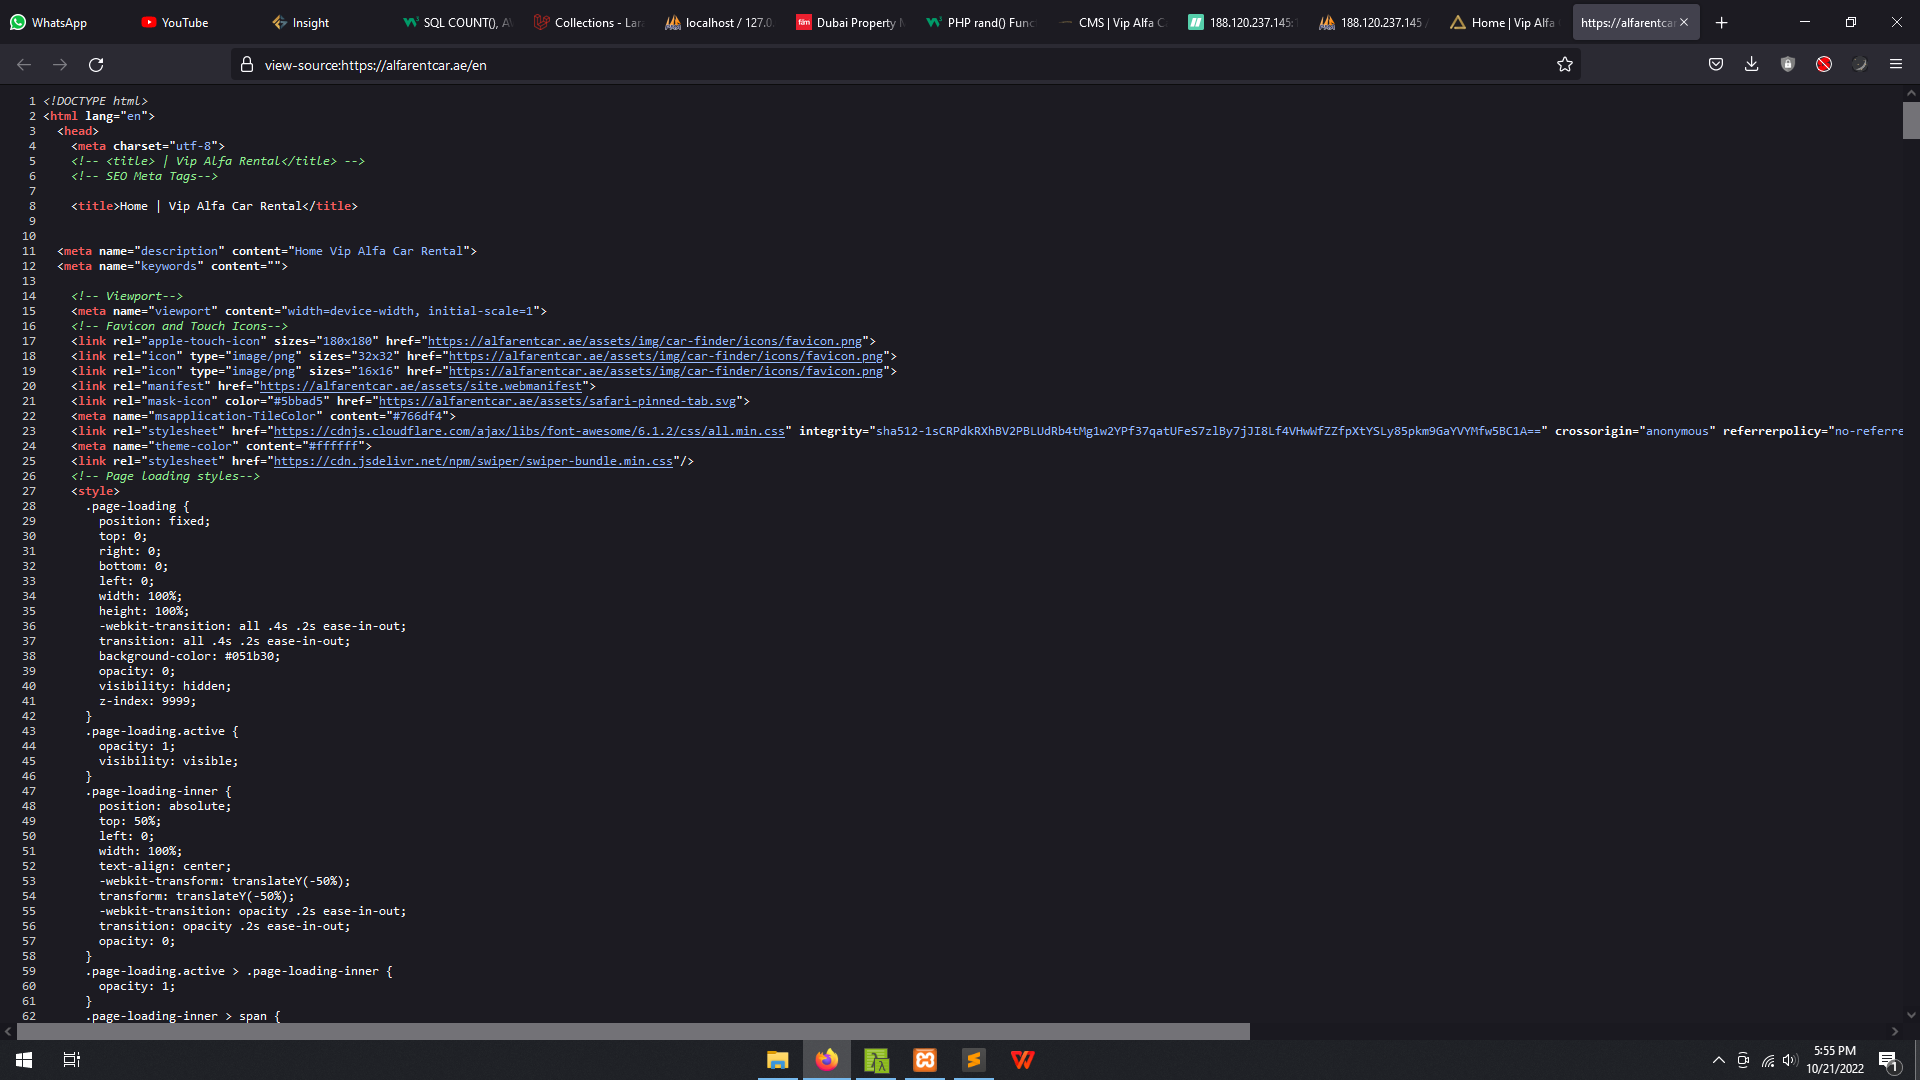 WhatsApp
YouTube
Insight
SQL COUNT(), A
Collections - Lar
localhost / 127.0.
Dubai Property
PHP rand() Func
CMS | Vip Alfa C
188.120.237.145:
188.120.237.145
Home | Vip Alfa
https://alfarentcar
view-source:https://alfarentcar.ae/en
1 <!DOCTYPE html>
2 <html lang="en">
3 <head>
4 <meta charset="utf-8">
5 <!-- <title> | Vip Alfa Rental</title> -->
6 <!-- SEO Meta Tags-->
7
8 <title>Home | Vip Alfa Car Rental</title>
9
10
11 <meta name="description" content="Home Vip Alfa Car Rental">
12 <meta name="keywords" content="">
13
14 <!-- Viewport-->
15 <meta name="viewport" content="width=device-width, initial-scale=1">
16 <!-- Favicon and Touch Icons-->
17 <link rel="apple-touch-icon" sizes="180x180" href="https://alfarentcar.ae/assets/img/car-finder/icons/favicon.png">
18 <link rel="icon" type="image/png" sizes="32x32" href="https://alfarentcar.ae/assets/img/car-finder/icons/favicon.png">
19 <link rel="icon" type="image/png" sizes="16x16" href="https://alfarentcar.ae/assets/img/car-finder/icons/favicon.png">
20 <link rel="manifest" href="https://alfarentcar.ae/assets/site.webmanifest">
21 <link rel="mask-icon" color="#5bbad5" href="https://alfarentcar.ae/assets/safari-pinned-tab.svg">
22 <meta name="msapplication-TileColor" content="#766df4">
23 <link rel="stylesheet" href="https://cdnjs.cloudflare.com/ajax/libs/font-awesome/6.1.2/css/all.min.css" integrity="sha512-1sCRPdkRXhBV2PBLUdRb4tMg1w2YPf37qatUFeS7zlBy7jJI8Lf4VHwWfZZfpXtYSLy85pkm9GaYVYMfw5BC1A==" crossorigin="anonymous" referrerpolicy="no-referre
24 <meta name="theme-color" content="#ffffff">
25 <link rel="stylesheet" href="https://cdn.jsdelivr.net/npm/swiper/swiper-bundle.min.css"/>
26 <!-- Page loading styles-->
27 <style>
28 .page-loading {
29 position: fixed;
30 top: 0;
31 right: 0;
32 bottom: 0;
33 left: 0;
34 width: 100%;
35 height: 100%;
36 -webkit-transition: all .4s .2s ease-in-out;
37 transition: all .4s .2s ease-in-out;
38 background-color: #051b30;
39 opacity: 0;
40 visibility: hidden;
41 z-index: 9999;
42 }
43 .page-loading.active {
44 opacity: 1;
45 visibility: visible;
46 }
47 .page-loading-inner {
48 position: absolute;
49 top: 50%;
50 left: 0;
51 width: 100%;
52 text-align: center;
53 -webkit-transform: translateY(-50%);
54 transform: translateY(-50%);
55 -webkit-transition: opacity .2s ease-in-out;
56 transition: opacity .2s ease-in-out;
57 opacity: 0;
58 }
59 .page-loading.active > .page-loading-inner {
60 opacity: 1;
61 }
62 .page-loading-inner > span {
5:55 PM
10/21/2022
1